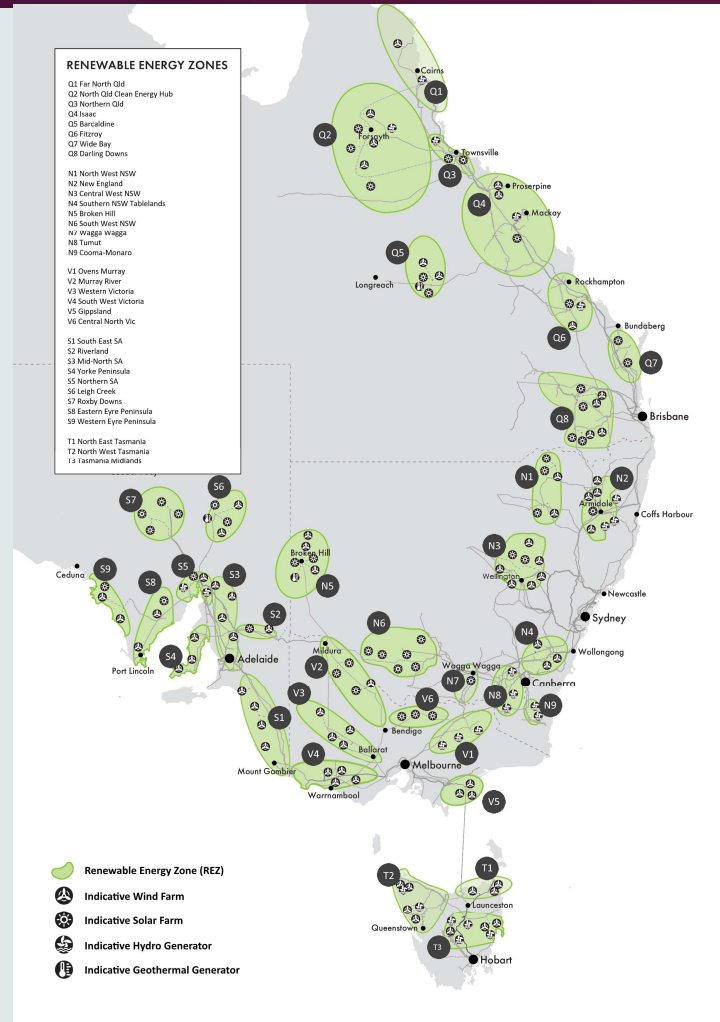 RENEWABLE ENERGY ZONES
Q1 Far North Qld
Q2 North Qld Clean Energy Hub
Q3 Northern Qld
Q4 Isaac
Q5 Barcaldine
Q6 Fitzroy
Q7 Wide Bay
Q8 Darling Downs
N1 North West NSW
N2 New England
N3 Central West NSW
N4 Southern NSW Tablelands
N5 Broken Hill
N6 South West NSW
N7 Wagga Wagga
N8 Tumut
N9 Cooma-Monaro
V1 Ovens Murray
V2 Murray River
V3 Western Victoria
V4 South West Victoria
V5 Gippsland
V6 Central North Vic
S1 South East SA
S2 Riverland
S3 Mid-North SA
S4 Yorke Peninsula
S5 Northern SA
S6 Leigh Creek
S7 Roxby Downs
S8 Eastern Eyre Peninsula
S9 Western Eyre Peninsula
T1 North East Tasmania
T2 North West Tasmania
T3 Tasmania Midlands
Cairns
Q1
Q2
Forsyth
Townsville
Q3
Proserpine
Q4
Mackay
Q5
Longreach
Rockhampton
Q6
Bundaberg
Q7
Q8
Brisbane
N1
N2
Armidale
Coffs Harbour
S6
S7
N3
Wellington
Broken Hill
N5
Ceduna
S9
S8
S5
S3
Newcastle
Sydney
S2
N6
N4
Wollongong
S4
Port Lincoln
Adelaide
Mildura
V2
Wagga Wagga
N7
Canberra
N8
N9
V3
V6
S1
Bendigo
V4
Ballarat
V1
Mount Gambier
Melbourne
Warrnambool
V5
T2
T1
Launceston
Queenstown
T3
Hobart
Renewable Energy Zone (REZ)
Indicative Wind Farm
Indicative Solar Farm
Indicative Hydro Generator
Indicative Geothermal Generator